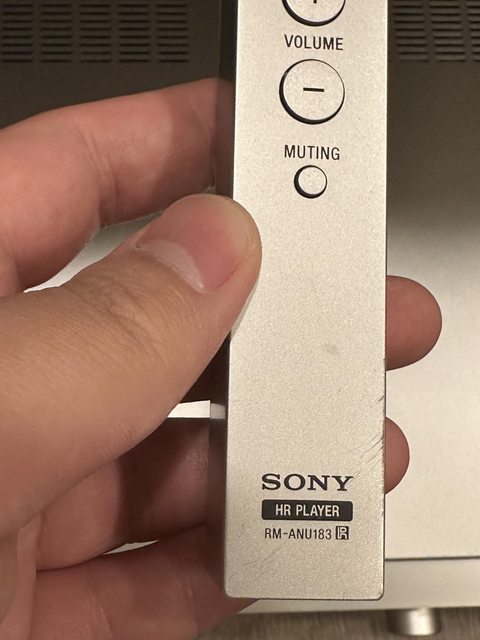 +
VOLUME
−
MUTING
SONY
HR PLAYER
RM-ANU183